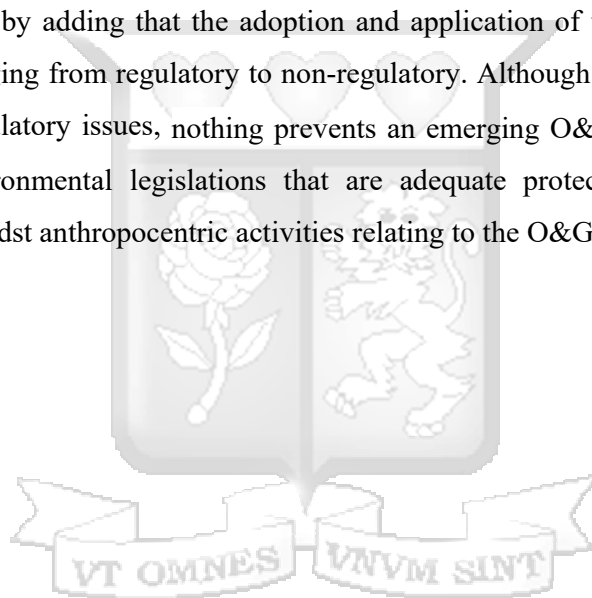 by adding that the adoption and application of
ing from regulatory to non-regulatory. Although
ulatory issues, nothing prevents an emerging O&
ronmental legislations that are adequate protec
dst anthropocentric activities relating to the O&G
VT OMNES VNVM SINT